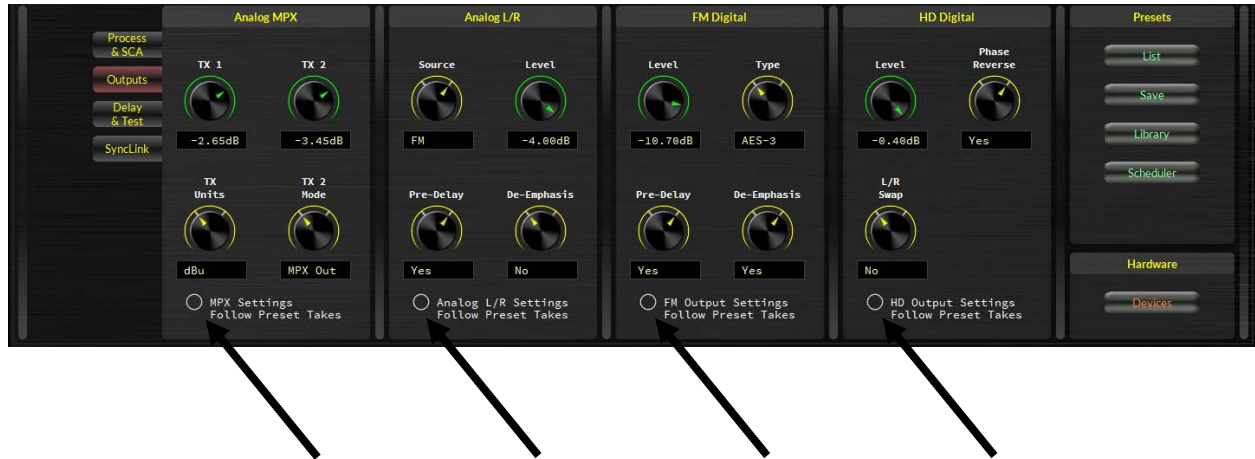 Process
& SCA
Outputs
Delay
& Test
SyncLink
Analog MPX
TX 1
TX 2
-2.65dB
-3.45dB
TX
Units
TX 2
Mode
dBu
MPX Out
MPX Settings
Follow Preset Takes
Analog L/R
Source
Level
FM
-4.00dB
Pre-Delay
De-Emphasis
Yes
No
Analog L/R Settings
Follow Preset Takes
FM Digital
Level
Type
-10.70dB
AES-3
Pre-Delay
De-Emphasis
Yes
Yes
FM Output Settings
Follow Preset Takes
HD Digital
Level
Phase
Reverse
-0.40dB
Yes
L/R
Swap
No
HD Output Settings
Follow Preset Takes
Presets
List
Save
Library
Scheduler
Hardware
Devices